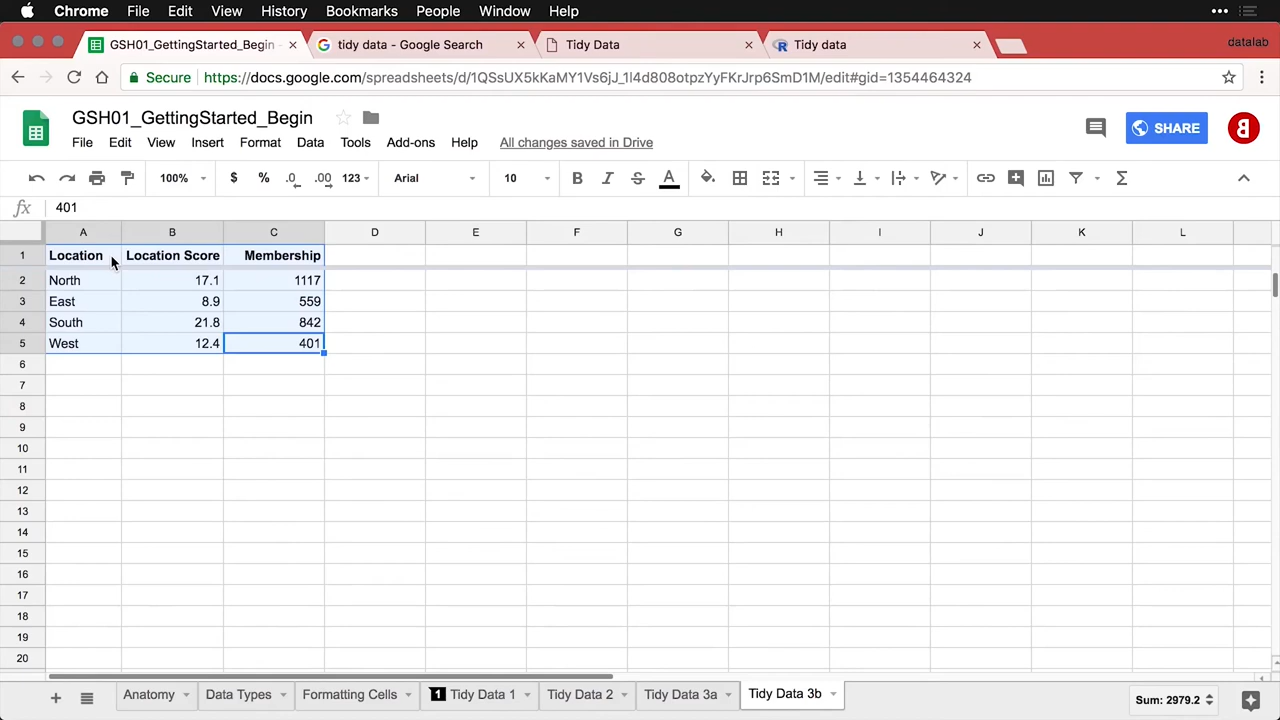 Chrome File Edit View History Bookmarks People Window Help
GSH01_GettingStarted_Begin - tidy data - Google Search Tidy Data Tidy data datalab
Secure https://docs.google.com/spreadsheets/d/1QSsUX5kKaMY1Vs6jJ_1l4d808otpzYyFKrJrp6SmD1M/edit#gid=1354464324
GSH01_GettingStarted_Begin
SHARE
File Edit View Insert Format Data Tools Add-ons Help All changes saved in Drive
100% $ % .0 .00 123 Arial 10 B I S A Σ
fx 401
A B C D E F G H I J K L
1 Location Location Score Membership
2 North 17.1 1117
3 East 8.9 559
4 South 21.8 842
5 West 12.4 401
6
7
8
9
10
11
12
13
14
15
16
17
18
19
20
+ Anatomy Data Types Formatting Cells 1 Tidy Data 1 Tidy Data 2 Tidy Data 3a Tidy Data 3b Sum: 2979.2